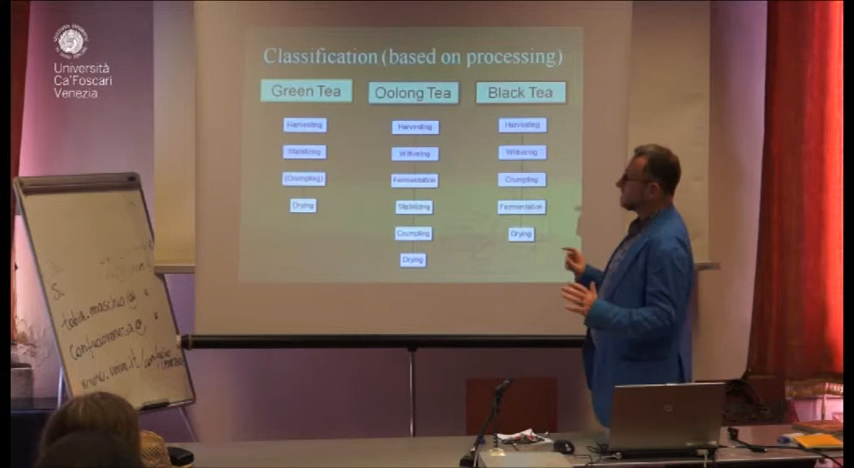 Università
Ca'Foscari
Venezia
Classification (based on processing)
Green Tea
Harvesting
Stabilizing
(Crumpling)
Drying
Oolong Tea
Harvesting
Withering
Fermentation
Stabilizing
Crumpling
Drying
Black Tea
Harvesting
Withering
Crumpling
Fermentation
Drying